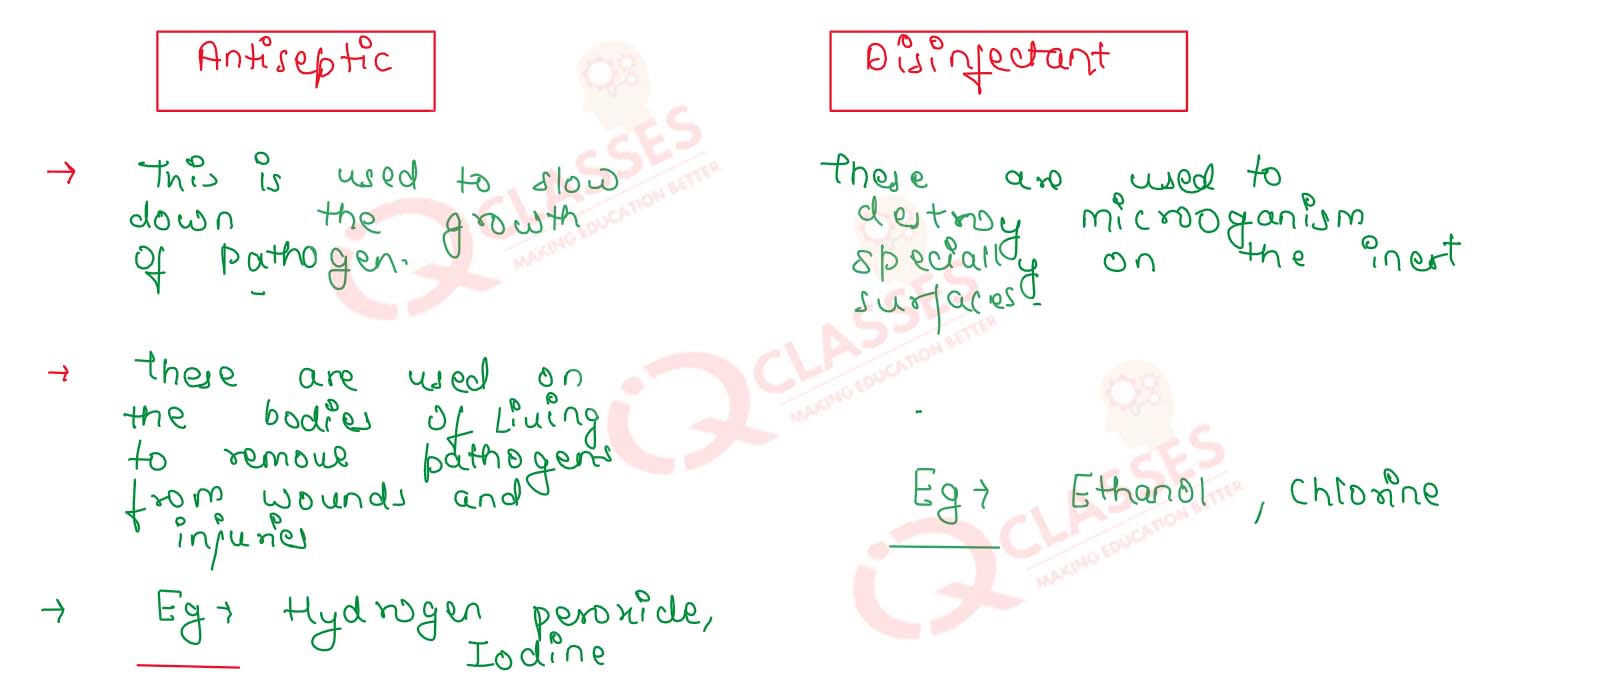 Antiseptic
→ This is used to slow
down the growth
of pathogen.
→ these are used on
the bodies of Living
to remove pathogens
from wounds and
injuries
→ Eg → Hydrogen peroxide,
Iodine
Disinfectant
these are used to
destroy microoganism
specially on the inert
surfaces.
Eg → Ethanol, Chlorine
iQ CLASSES
MAKING EDUCATION BETTER
iQ CLASSES
MAKING EDUCATION BETTER
iQ CLASSES
MAKING EDUCATION BETTER